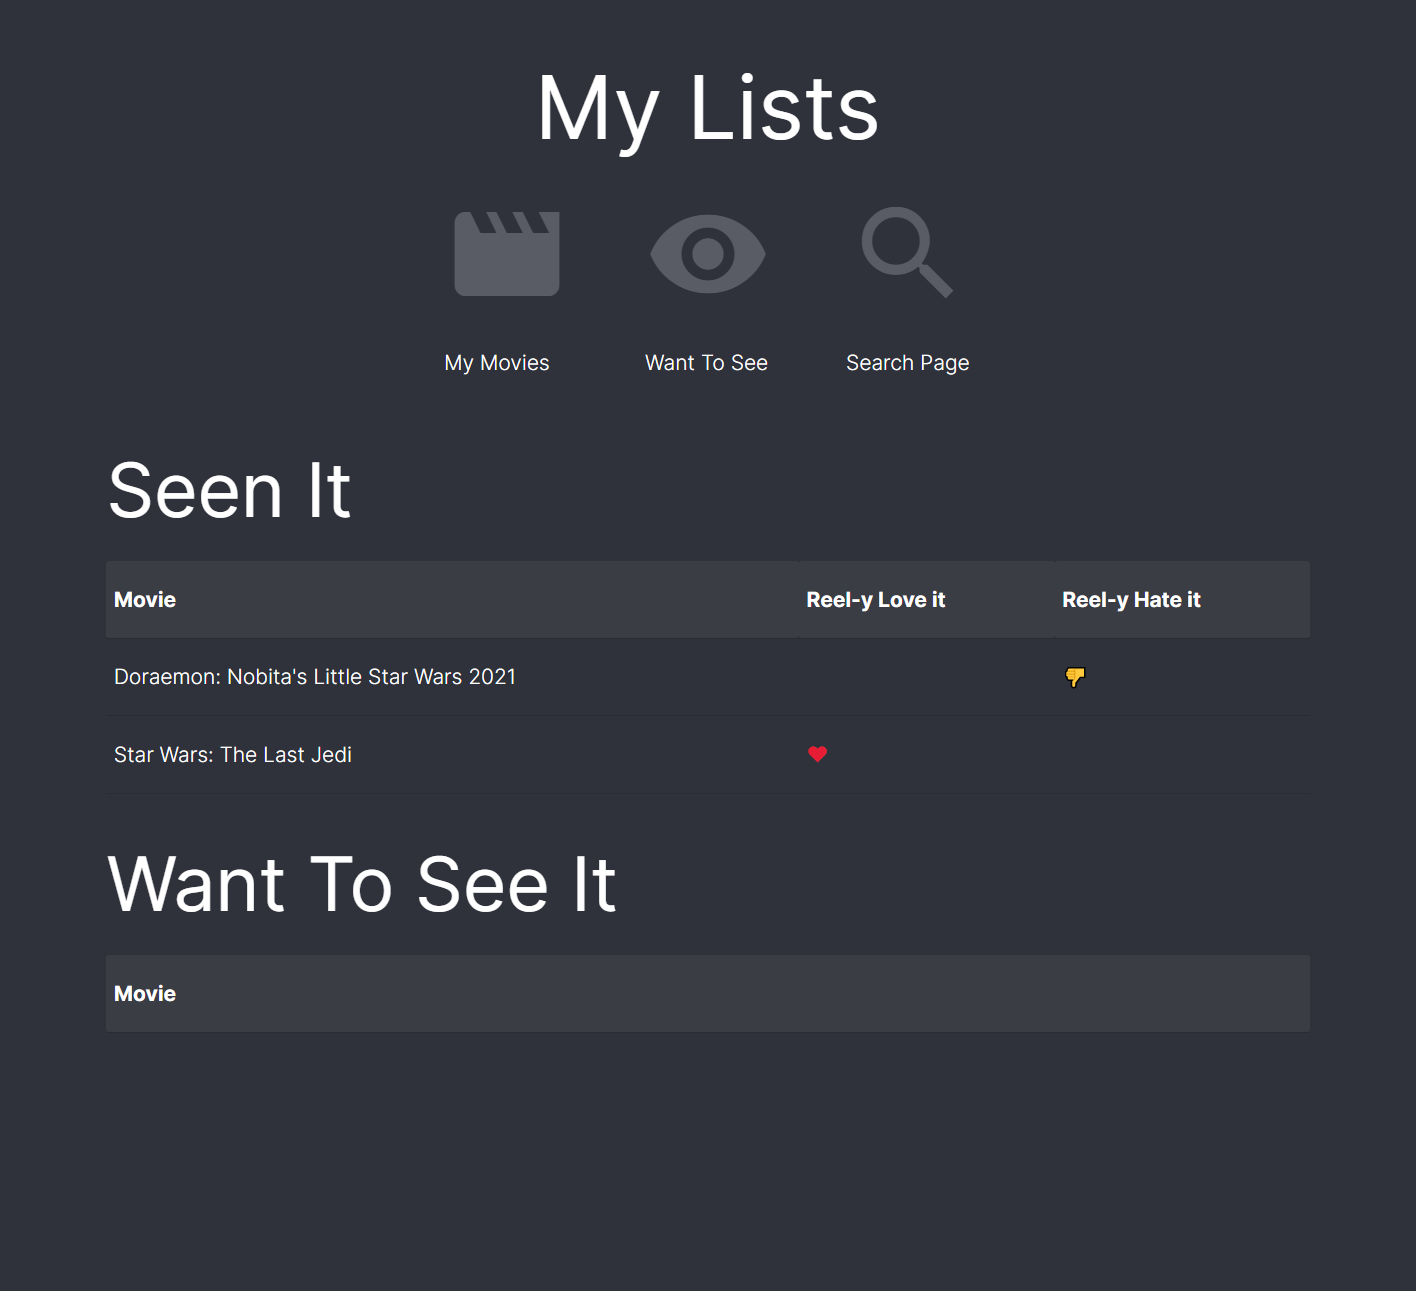 My Lists
My Movies
Want To See
Search Page
Seen It
Movie Reel-y Love it Reel-y Hate it
Doraemon: Nobita's Little Star Wars 2021
Star Wars: The Last Jedi
Want To See It
Movie